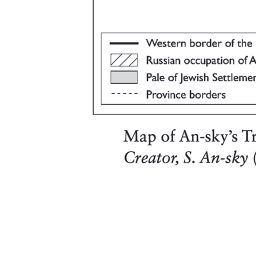 Western border of the
Russian occupation of A
Pale of Jewish Settlemen
Province borders
Map of An-sky's Tr
Creator, S. An-sky (